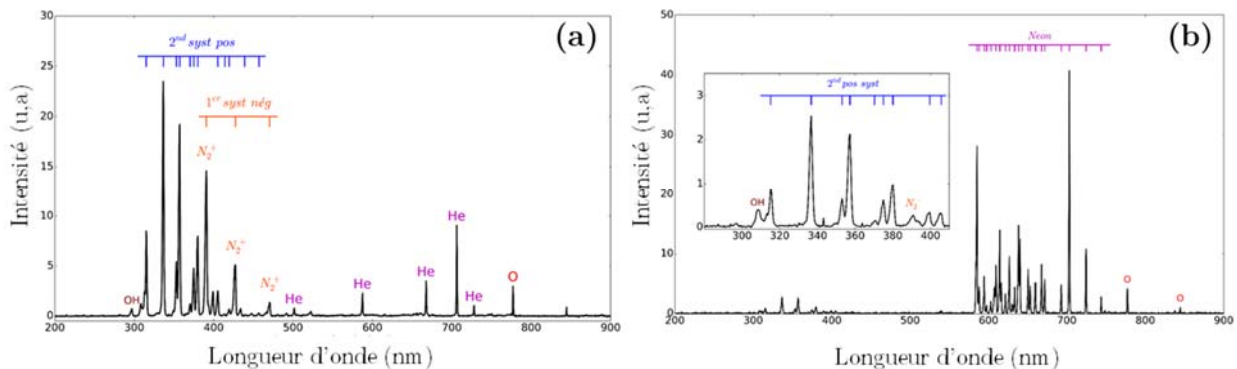 (a)
2nd syst pos
1er syst nég
N2+
N2+
N2+
OH
He
He
He
He
He
O
Intensité (u,a)
30
25
20
15
10
5
0
200 300 400 500 600 700 800 900
Longueur d'onde (nm)
(b)
Neon
2nd pos syst
OH
N2
O
O
3
2
1
0
300 320 340 360 380 400
Intensité (u,a)
50
40
30
20
10
0
200 300 400 500 600 700 800 900
Longueur d'onde (nm)